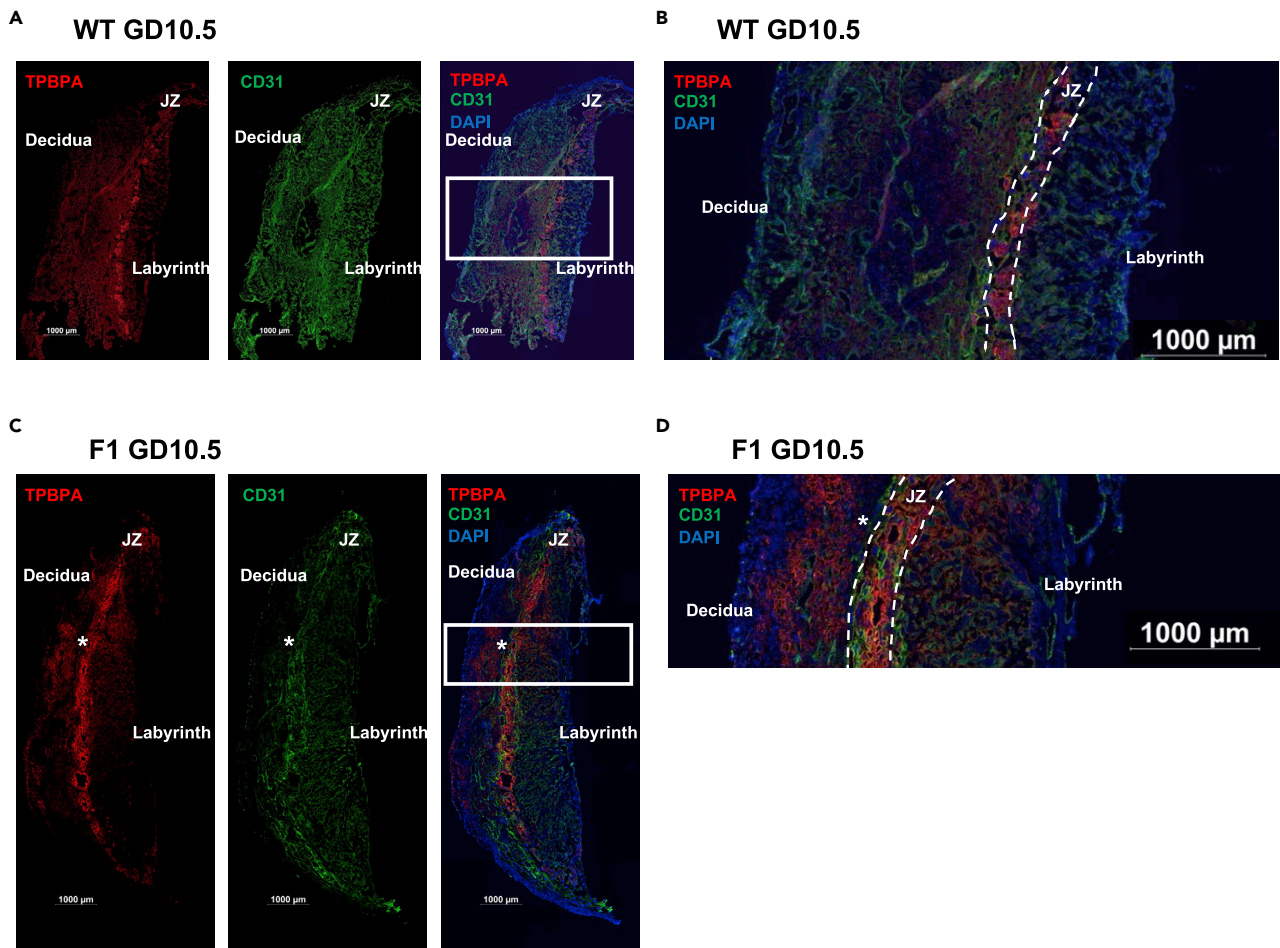 A
WT GD10.5
TPBPA
Decidua
JZ
Labyrinth
1000 µm
CD31
Decidua
JZ
Labyrinth
1000 µm
TPBPA
CD31
DAPI
Decidua
JZ
Labyrinth
1000 µm
B
WT GD10.5
TPBPA
CD31
DAPI
JZ
Decidua
Labyrinth
1000 µm
C
F1 GD10.5
TPBPA
JZ
Decidua
*
Labyrinth
1000 µm
CD31
JZ
Decidua
*
Labyrinth
1000 µm
TPBPA
CD31
DAPI
JZ
Decidua
*
Labyrinth
1000 µm
D
F1 GD10.5
TPBPA
CD31
DAPI
JZ
*
Decidua
Labyrinth
1000 µm